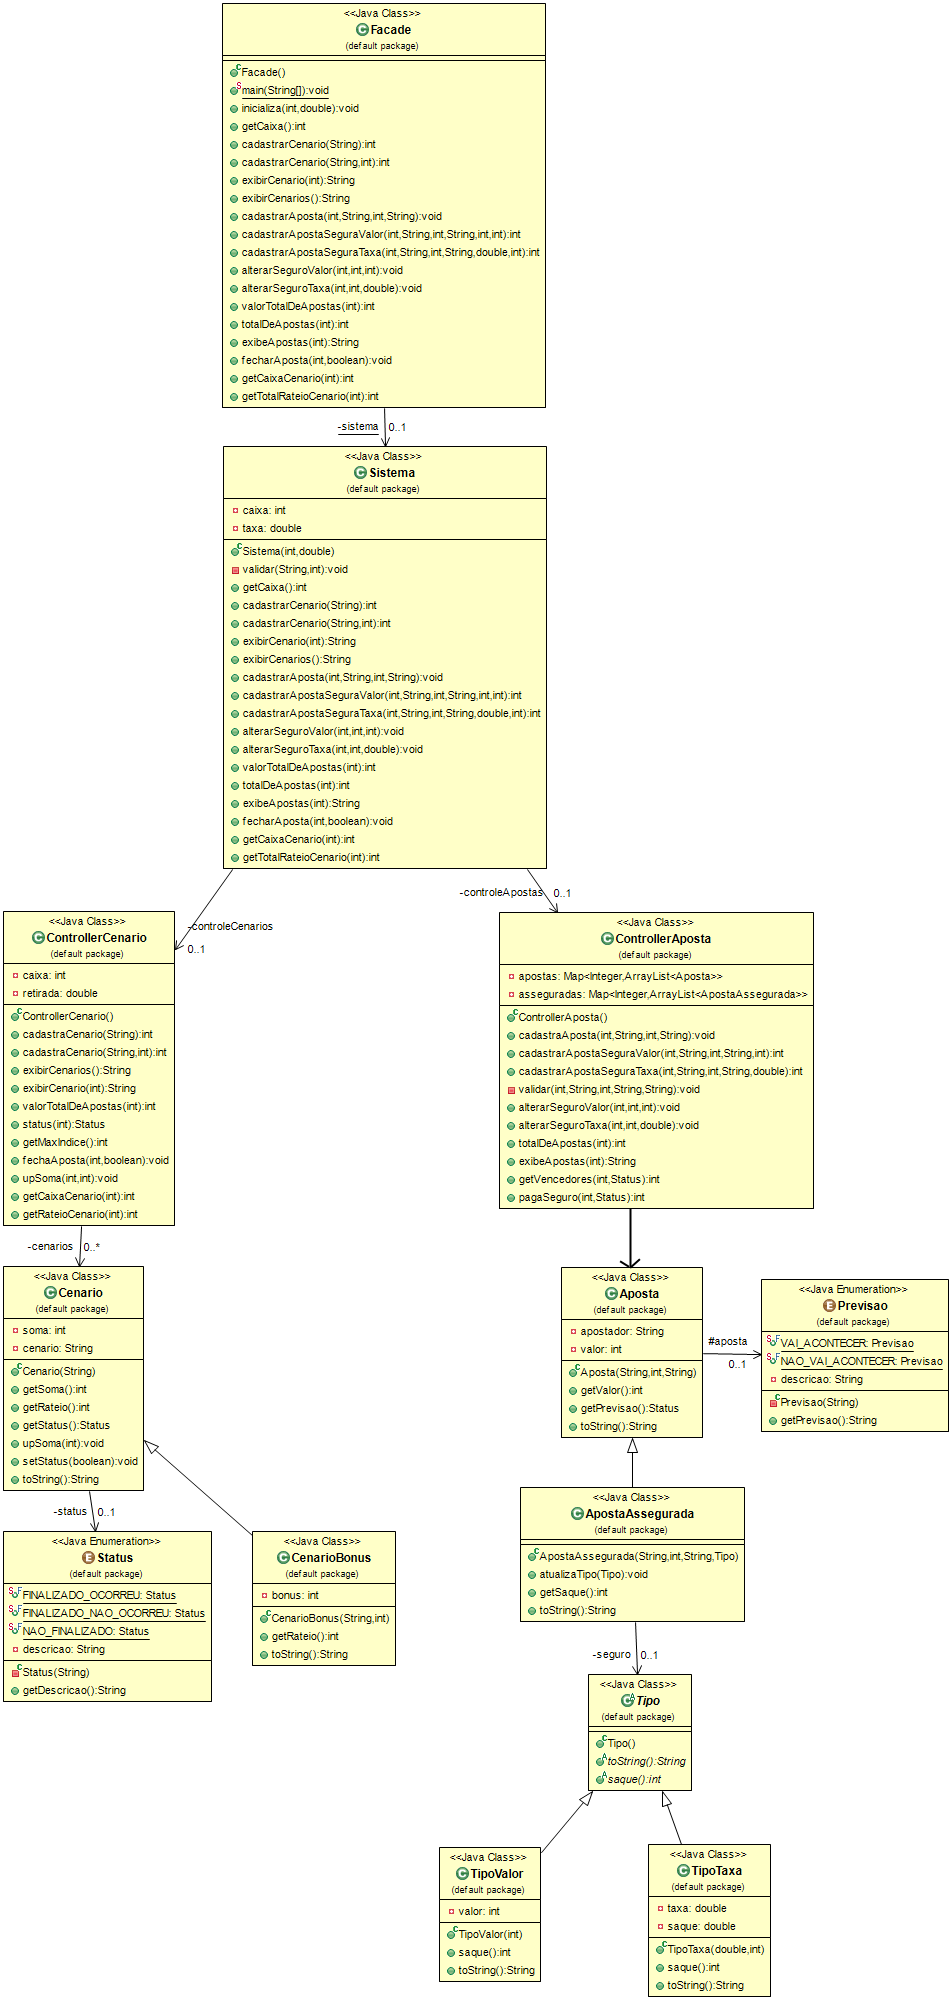 <<Java Class>>
Facade
(default package)
Facade()
main(String[]):void
inicializa(int,double):void
getCaixa():int
cadastrarCenario(String):int
cadastrarCenario(String,int):int
exibirCenario(int):String
exibirCenarios():String
cadastrarAposta(int,String,int,String):void
cadastrarApostaSeguraValor(int,String,int,String,int,int):int
cadastrarApostaSeguraTaxa(int,String,int,String,double,int):int
alterarSeguroValor(int,int,int):void
alterarSeguroTaxa(int,int,double):void
valorTotalDeApostas(int):int
totalDeApostas(int):int
exibeApostas(int):String
fecharAposta(int,boolean):void
getCaixaCenario(int):int
getTotalRateioCenario(int):int
-sistema 0..1
<<Java Class>>
Sistema
(default package)
caixa: int
taxa: double
Sistema(int,double)
validar(String,int):void
getCaixa():int
cadastrarCenario(String):int
cadastrarCenario(String,int):int
exibirCenario(int):String
exibirCenarios():String
cadastrarAposta(int,String,int,String):void
cadastrarApostaSeguraValor(int,String,int,String,int,int):int
cadastrarApostaSeguraTaxa(int,String,int,String,double,int):int
alterarSeguroValor(int,int,int):void
alterarSeguroTaxa(int,int,double):void
valorTotalDeApostas(int):int
totalDeApostas(int):int
exibeApostas(int):String
fecharAposta(int,boolean):void
getCaixaCenario(int):int
getTotalRateioCenario(int):int
-controleCenarios
0..1
-controleApostas 0..1
<<Java Class>>
ControllerCenario
(default package)
caixa: int
retirada: double
ControllerCenario()
cadastraCenario(String):int
cadastraCenario(String,int):int
exibirCenarios():String
exibirCenario(int):String
valorTotalDeApostas(int):int
status(int):Status
getMaxIndice():int
fechaAposta(int,boolean):void
upSoma(int,int):void
getCaixaCenario(int):int
getRateioCenario(int):int
<<Java Class>>
ControllerAposta
(default package)
apostas: Map<Integer,ArrayList<Aposta>>
asseguradas: Map<Integer,ArrayList<ApostaAssegurada>>
ControllerAposta()
cadastraAposta(int,String,int,String):void
cadastrarApostaSeguraValor(int,String,int,String,int):int
cadastrarApostaSeguraTaxa(int,String,int,String,double):int
validar(int,String,int,String,String):void
alterarSeguroValor(int,int,int):void
alterarSeguroTaxa(int,int,double):void
totalDeApostas(int):int
exibeApostas(int):String
getVencedores(int,Status):int
pagaSeguro(int,Status):int
-cenarios 0..*
<<Java Class>>
Cenario
(default package)
soma: int
cenario: String
Cenario(String)
getSoma():int
getRateio():int
getStatus():Status
upSoma(int):void
setStatus(boolean):void
toString():String
<<Java Class>>
Aposta
(default package)
apostador: String
valor: int
Aposta(String,int,String)
getValor():int
getPrevisao():Status
toString():String
#aposta
0..1
<<Java Enumeration>>
Previsao
(default package)
VAI_ACONTECER: Previsao
NAO_VAI_ACONTECER: Previsao
descricao: String
Previsao(String)
getPrevisao():String
-status 0..1
<<Java Enumeration>>
Status
(default package)
FINALIZADO_OCORREU: Status
FINALIZADO_NAO_OCORREU: Status
NAO_FINALIZADO: Status
descricao: String
Status(String)
getDescricao():String
<<Java Class>>
CenarioBonus
(default package)
bonus: int
CenarioBonus(String,int)
getRateio():int
toString():String
<<Java Class>>
ApostaAssegurada
(default package)
ApostaAssegurada(String,int,String,Tipo)
atualizaTipo(Tipo):void
getSaque():int
toString():String
-seguro 0..1
<<Java Class>>
Tipo
(default package)
Tipo()
toString():String
saque():int
<<Java Class>>
TipoValor
(default package)
valor: int
TipoValor(int)
saque():int
toString():String
<<Java Class>>
TipoTaxa
(default package)
taxa: double
saque: double
TipoTaxa(double,int)
saque():int
toString():String